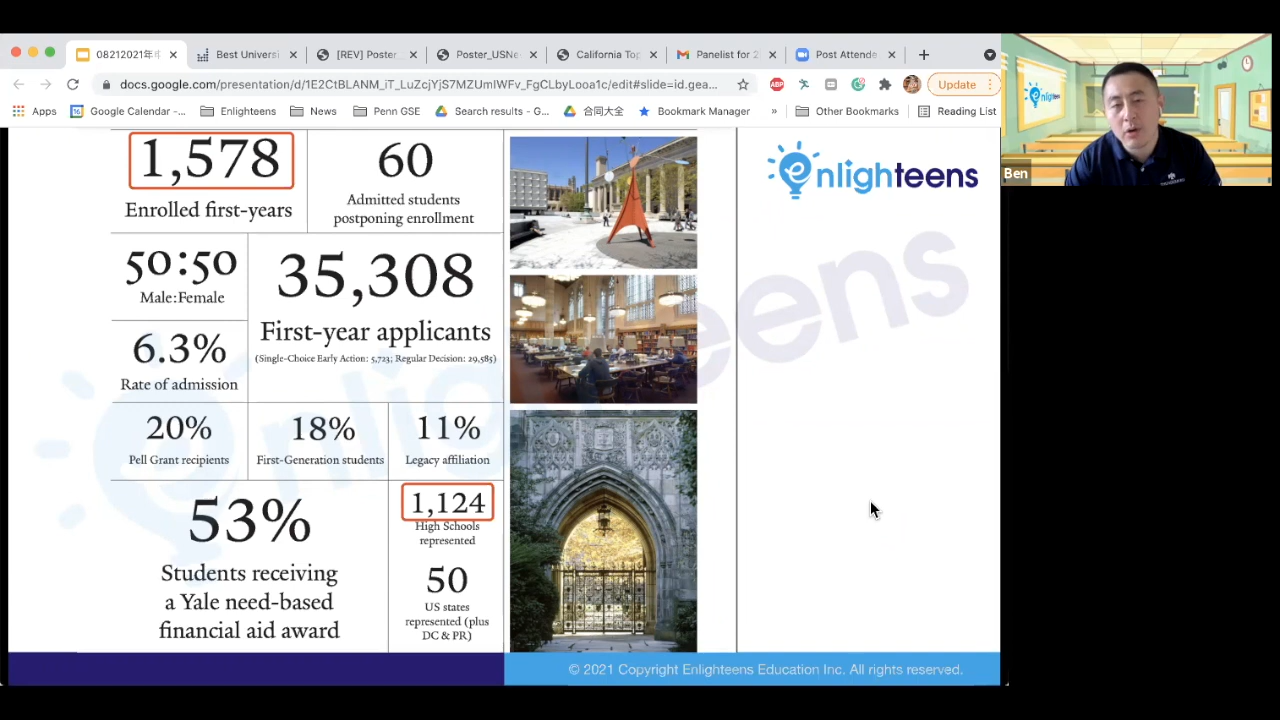 08212021年
Best Universi
[REV] Poster
Poster_USNe
California Top
Panelist for 2
Post Attende
docs.google.com/presentation/d/1E2CtBLANM_iT_LuZcjYjS7MZUmIWFv_FgCLbyLooa1c/edit#slide=id.gea...
ABP
Update
Apps
16
Google Calendar -...
Enlighteens
News
Penn GSE
Search results - G...
合同大全
Bookmark Manager
»
Other Bookmarks
Reading List
enlighteens
Ben
1,578
Enrolled first-years
60
Admitted students
postponing enrollment
enlighteens
50:50
Male:Female
35,308
First-year applicants
(Single-Choice Early Action: 5,723; Regular Decision: 29,585)
6.3%
Rate of admission
20%
Pell Grant recipients
18%
First-Generation students
11%
Legacy affiliation
enlighteens
53%
Students receiving
a Yale need-based
financial aid award
1,124
High Schools
represented
50
US states
represented (plus
DC & PR)
© 2021 Copyright Enlighteens Education Inc. All rights reserved.